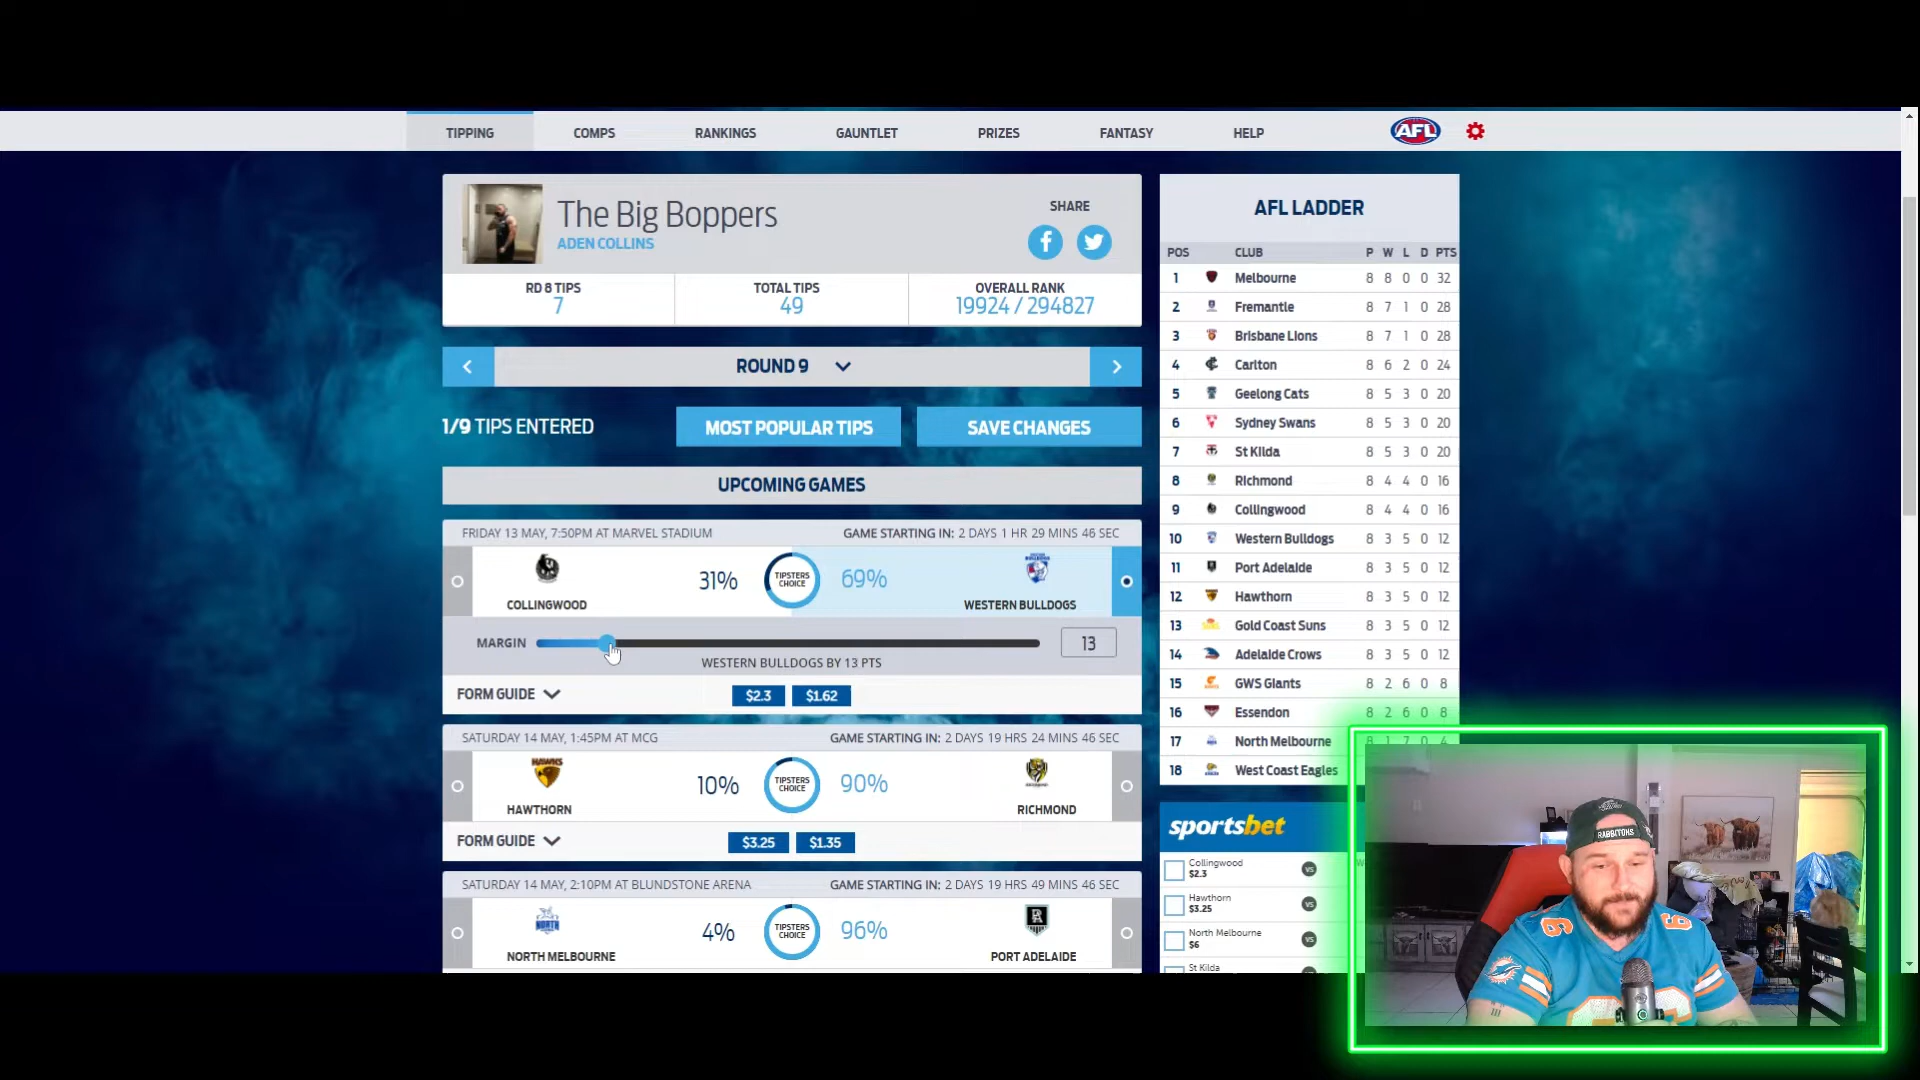 TIPPING COMPS RANKINGS GAUNTLET PRIZES FANTASY HELP AFL
The Big Boppers
ADEN COLLINS
SHARE
RD 8 TIPS TOTAL TIPS OVERALL RANK
7 49 19924 / 294827
ROUND 9
1/9 TIPS ENTERED MOST POPULAR TIPS SAVE CHANGES
UPCOMING GAMES
FRIDAY 13 MAY, 7:50PM AT MARVEL STADIUM GAME STARTING IN: 2 DAYS 1 HR 29 MINS 46 SEC
31% TIPSTERS CHOICE 69%
COLLINGWOOD WESTERN BULLDOGS
MARGIN 13
WESTERN BULLDOGS BY 13 PTS
FORM GUIDE $2.3 $1.62
SATURDAY 14 MAY, 1:45PM AT MCG GAME STARTING IN: 2 DAYS 19 HRS 24 MINS 46 SEC
HAWKS 10% TIPSTERS CHOICE 90%
HAWTHORN RICHMOND
FORM GUIDE $3.25 $1.35
SATURDAY 14 MAY, 2:10PM AT BLUNDSTONE ARENA GAME STARTING IN: 2 DAYS 19 HRS 49 MINS 46 SEC
4% TIPSTERS CHOICE 96%
NORTH MELBOURNE PORT ADELAIDE
AFL LADDER
POS CLUB P W L D PTS
1 Melbourne 8 8 0 0 32
2 Fremantle 8 7 1 0 28
3 Brisbane Lions 8 7 1 0 28
4 Carlton 8 6 2 0 24
5 Geelong Cats 8 5 3 0 20
6 Sydney Swans 8 5 3 0 20
7 St Kilda 8 5 3 0 20
8 Richmond 8 4 4 0 16
9 Collingwood 8 4 4 0 16
10 Western Bulldogs 8 3 5 0 12
11 Port Adelaide 8 3 5 0 12
12 Hawthorn 8 3 5 0 12
13 Gold Coast Suns 8 3 5 0 12
14 Adelaide Crows 8 3 5 0 12
15 GWS Giants 8 2 6 0 8
16 Essendon 8 2 6 0 8
17 North Melbourne 8 1 7 0 4
18 West Coast Eagles
sportsbet
Collingwood
$2.3 vs
Hawthorn
$3.25 vs
North Melbourne
$6 vs
St Kilda
RABBITOHS